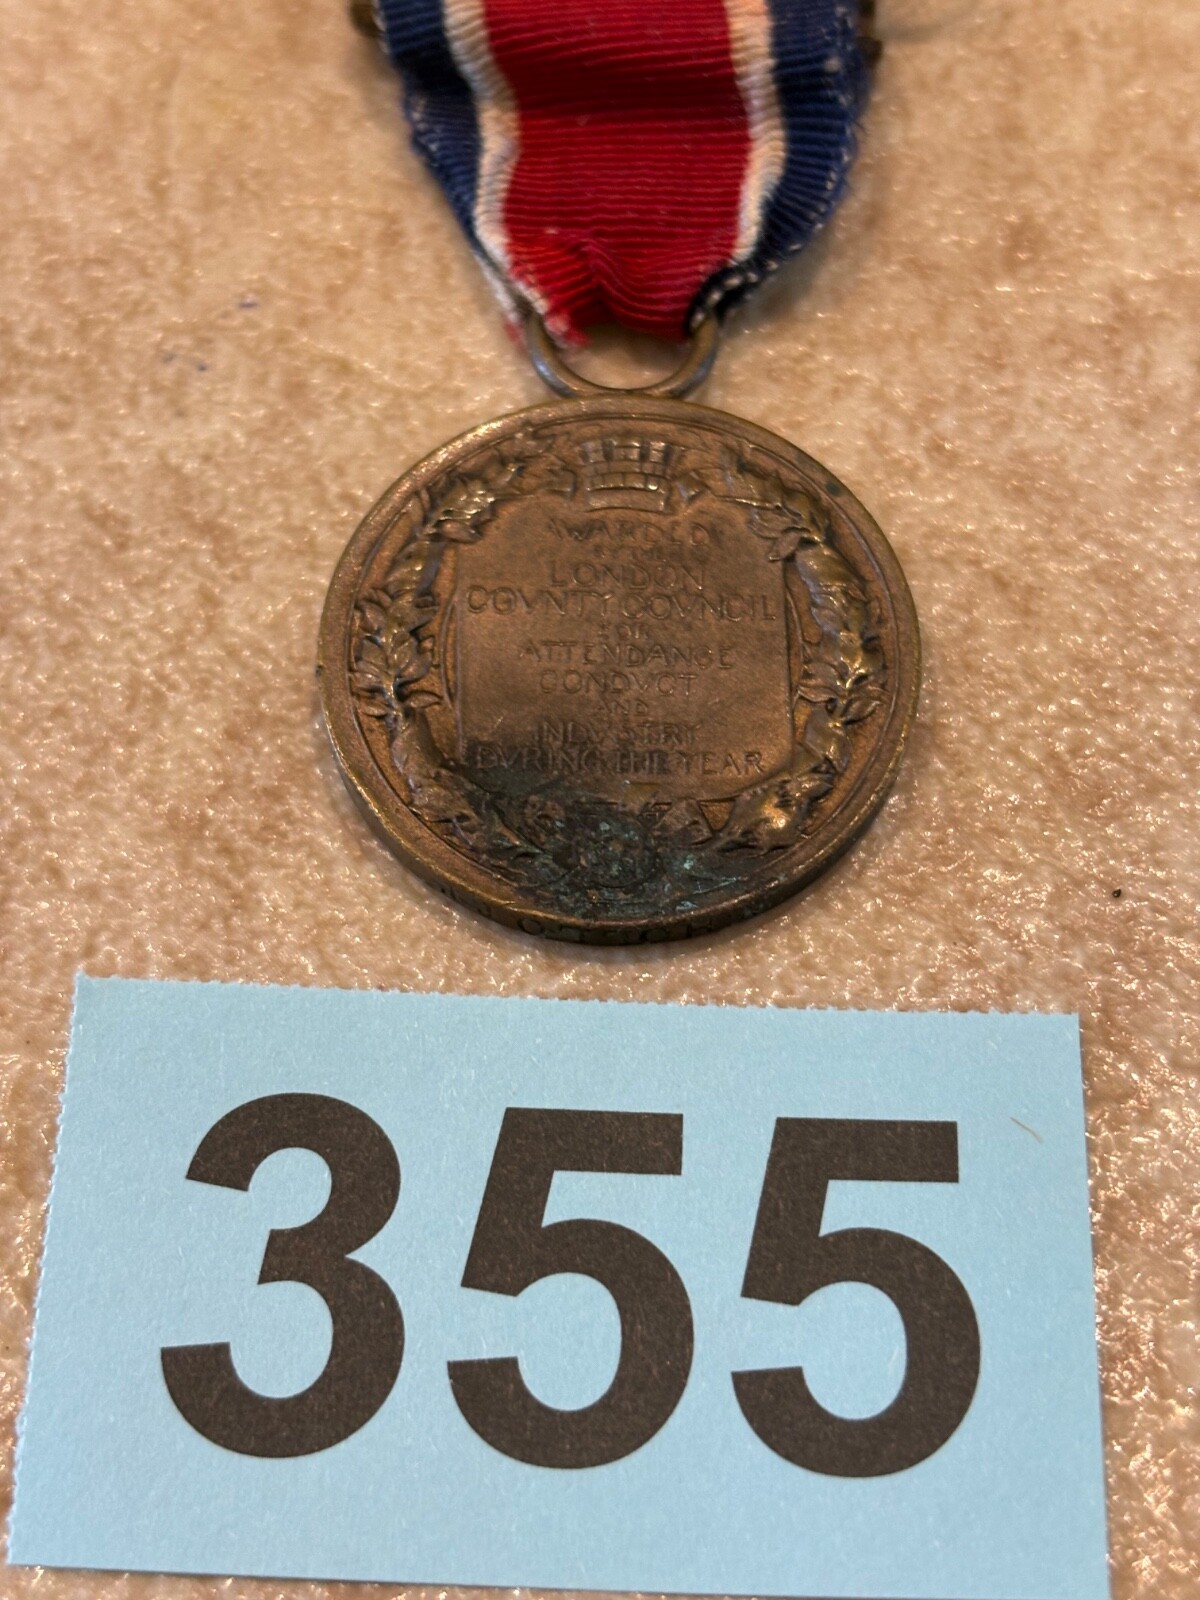 AWARDED
BY THE
LONDON
COVNTY COVNCIL
FOR
ATTENDANCE
CONDVCT
AND
INDVSTRY
DVRING THE YEAR
355